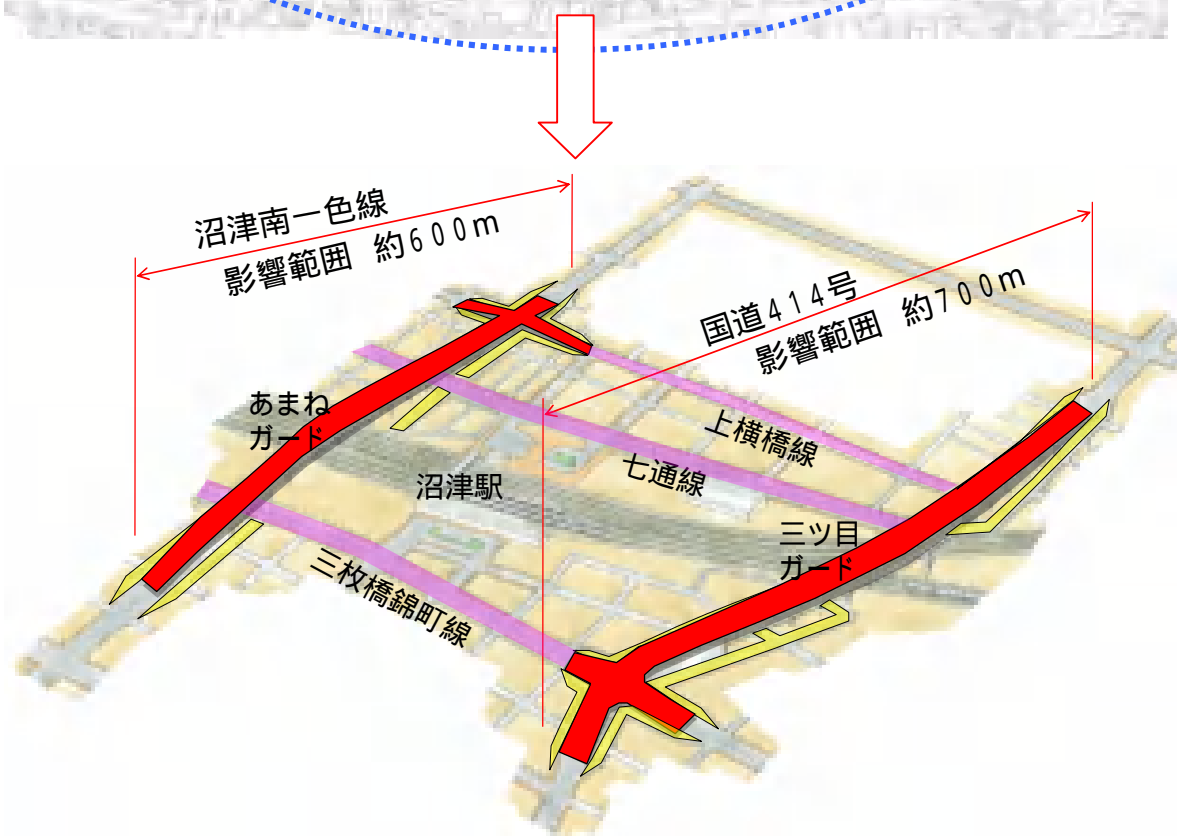 沼津南一色線
影響範囲 約600m
国道414号
影響範囲 約700m
あまね
ガード
上横橋線
七通線
沼津駅
三ツ目
ガード
三枚橋錦町線